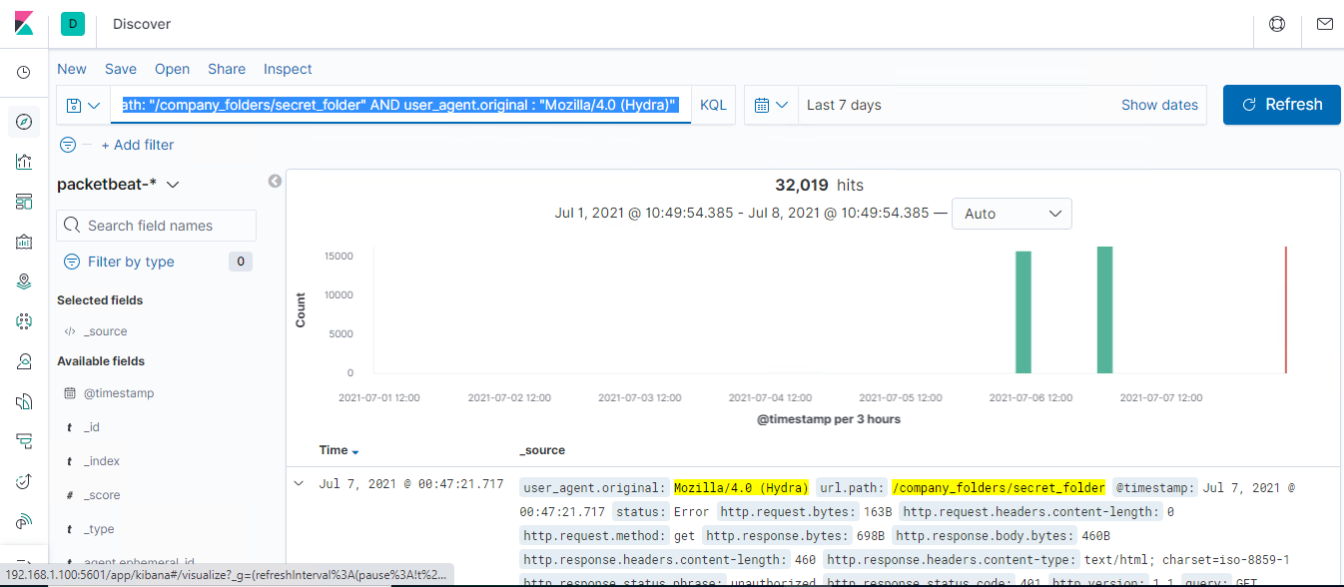 D Discover
New Save Open Share Inspect
ath: "/company_folders/secret_folder" AND user_agent.original : "Mozilla/4.0 (Hydra)" KQL Last 7 days Show dates Refresh
+ Add filter
packetbeat-*
Search field names
Filter by type 0
Selected fields
</> _source
Available fields
@timestamp
t _id
t _index
# _score
t _type
agent.ephemeral_id
32,019 hits
Jul 1, 2021 @ 10:49:54.385 - Jul 8, 2021 @ 10:49:54.385 — Auto
Count
15000
10000
5000
0
2021-07-01 12:00 2021-07-02 12:00 2021-07-03 12:00 2021-07-04 12:00 2021-07-05 12:00 2021-07-06 12:00 2021-07-07 12:00
@timestamp per 3 hours
Time _source
Jul 7, 2021 @ 00:47:21.717 user_agent.original: Mozilla/4.0 (Hydra) url.path: /company_folders/secret_folder @timestamp: Jul 7, 2021 @
00:47:21.717 status: Error http.request.bytes: 163B http.request.headers.content-length: 0
http.request.method: get http.response.bytes: 698B http.response.body.bytes: 460B
http.response.headers.content-length: 460 http.response.headers.content-type: text/html; charset=iso-8859-1
http.response.status_phrase: unauthorized http.response.status_code: 401 http.version: 1.1 query: GET
192.168.1.100:5601/app/kibana#/visualize?_g=(refreshInterval%3A(pause%3A!t%2...